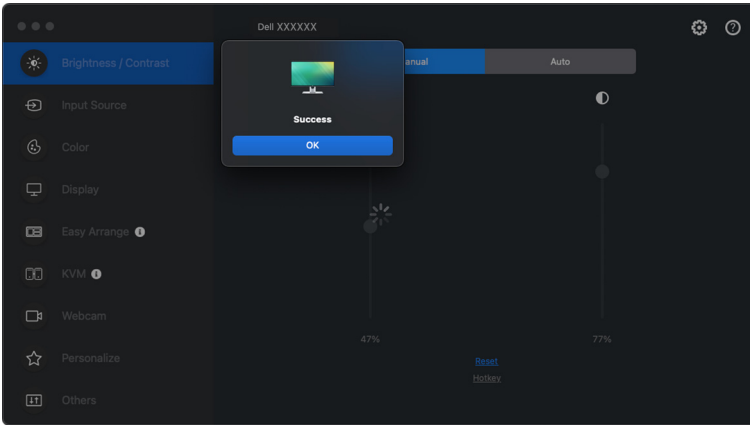 Dell XXXXXX
Brightness / Contrast
Input Source
Color
Display
Easy Arrange
KVM
Webcam
Personalize
Others
anual
Auto
Success
OK
47%
77%
Reset
Hotkey